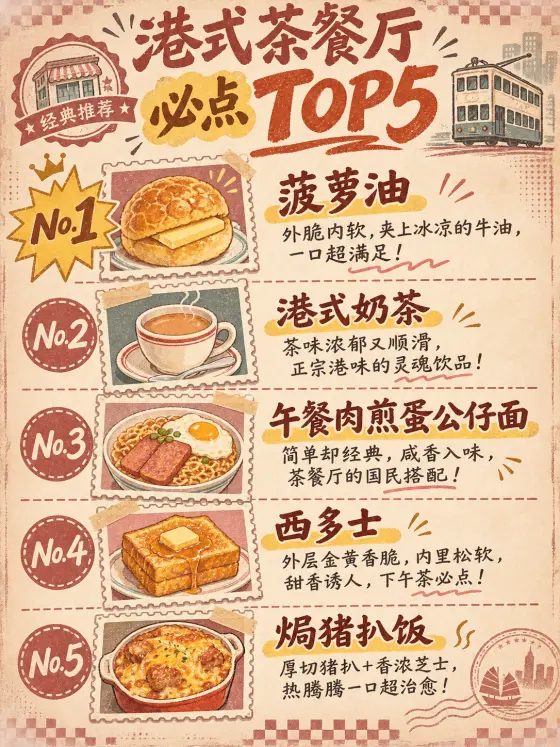 港式茶餐厅
经典推荐
必点TOP5
No.1
菠萝油
外脆内软，夹上冰凉的牛油，
一口超满足！
No.2
港式奶茶
茶味浓郁又顺滑，
正宗港味的灵魂饮品！
No.3
午餐肉煎蛋公仔面
简单却经典，咸香入味，
茶餐厅的国民搭配！
No.4
西多士
外层金黄香脆，内里松软，
甜香诱人，下午茶必点！
No.5
焗猪扒饭
厚切猪扒+香浓芝士，
热腾腾一口超治愈！